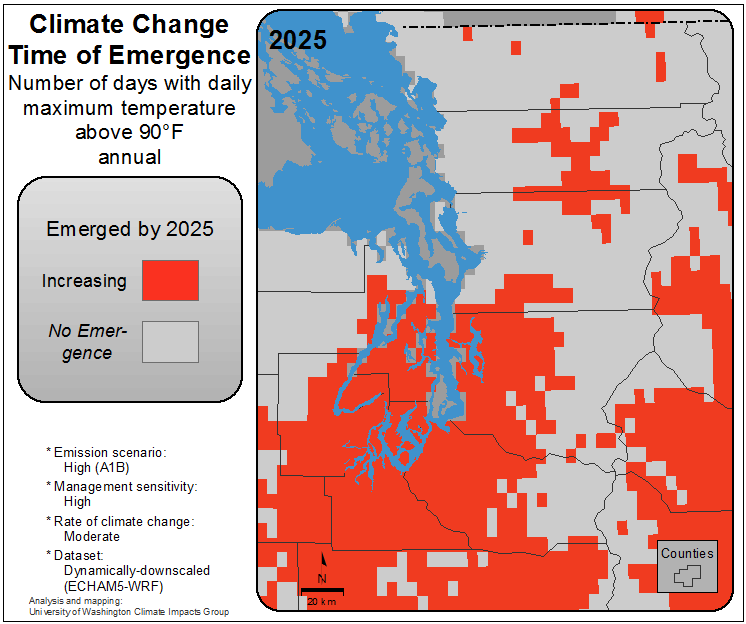 Climate Change
Time of Emergence
Number of days with daily
maximum temperature
above 90°F
annual
Emerged by 2025
Increasing
No Emer-
gence
* Emission scenario:
High (A1B)
* Management sensitivity:
High
* Rate of climate change:
Moderate
* Dataset:
Dynamically-downscaled
(ECHAM5-WRF)
Analysis and mapping:
University of Washington Climate Impacts Group
2025
N
20 km
Counties